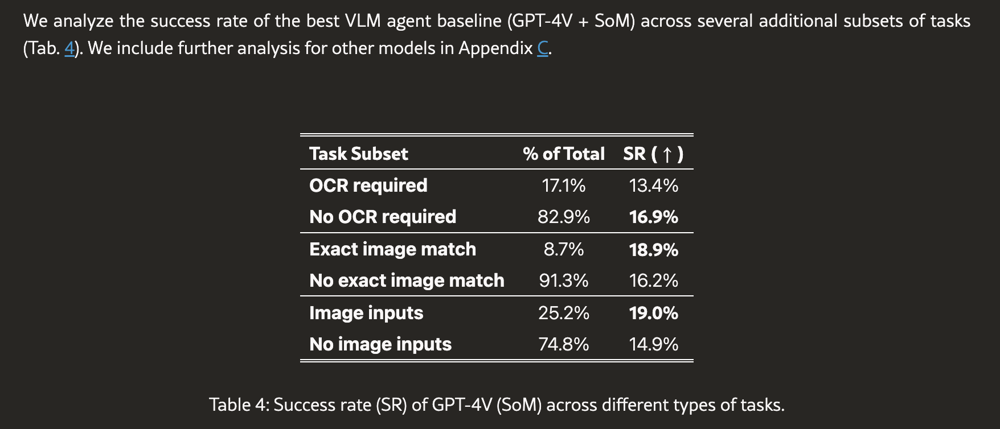 We analyze the success rate of the best VLM agent baseline (GPT-4V + SoM) across several additional subsets of tasks
(Tab. 4). We include further analysis for other models in Appendix C.
Task Subset % of Total SR ( ↑ )
OCR required 17.1% 13.4%
No OCR required 82.9% 16.9%
Exact image match 8.7% 18.9%
No exact image match 91.3% 16.2%
Image inputs 25.2% 19.0%
No image inputs 74.8% 14.9%
Table 4: Success rate (SR) of GPT-4V (SoM) across different types of tasks.